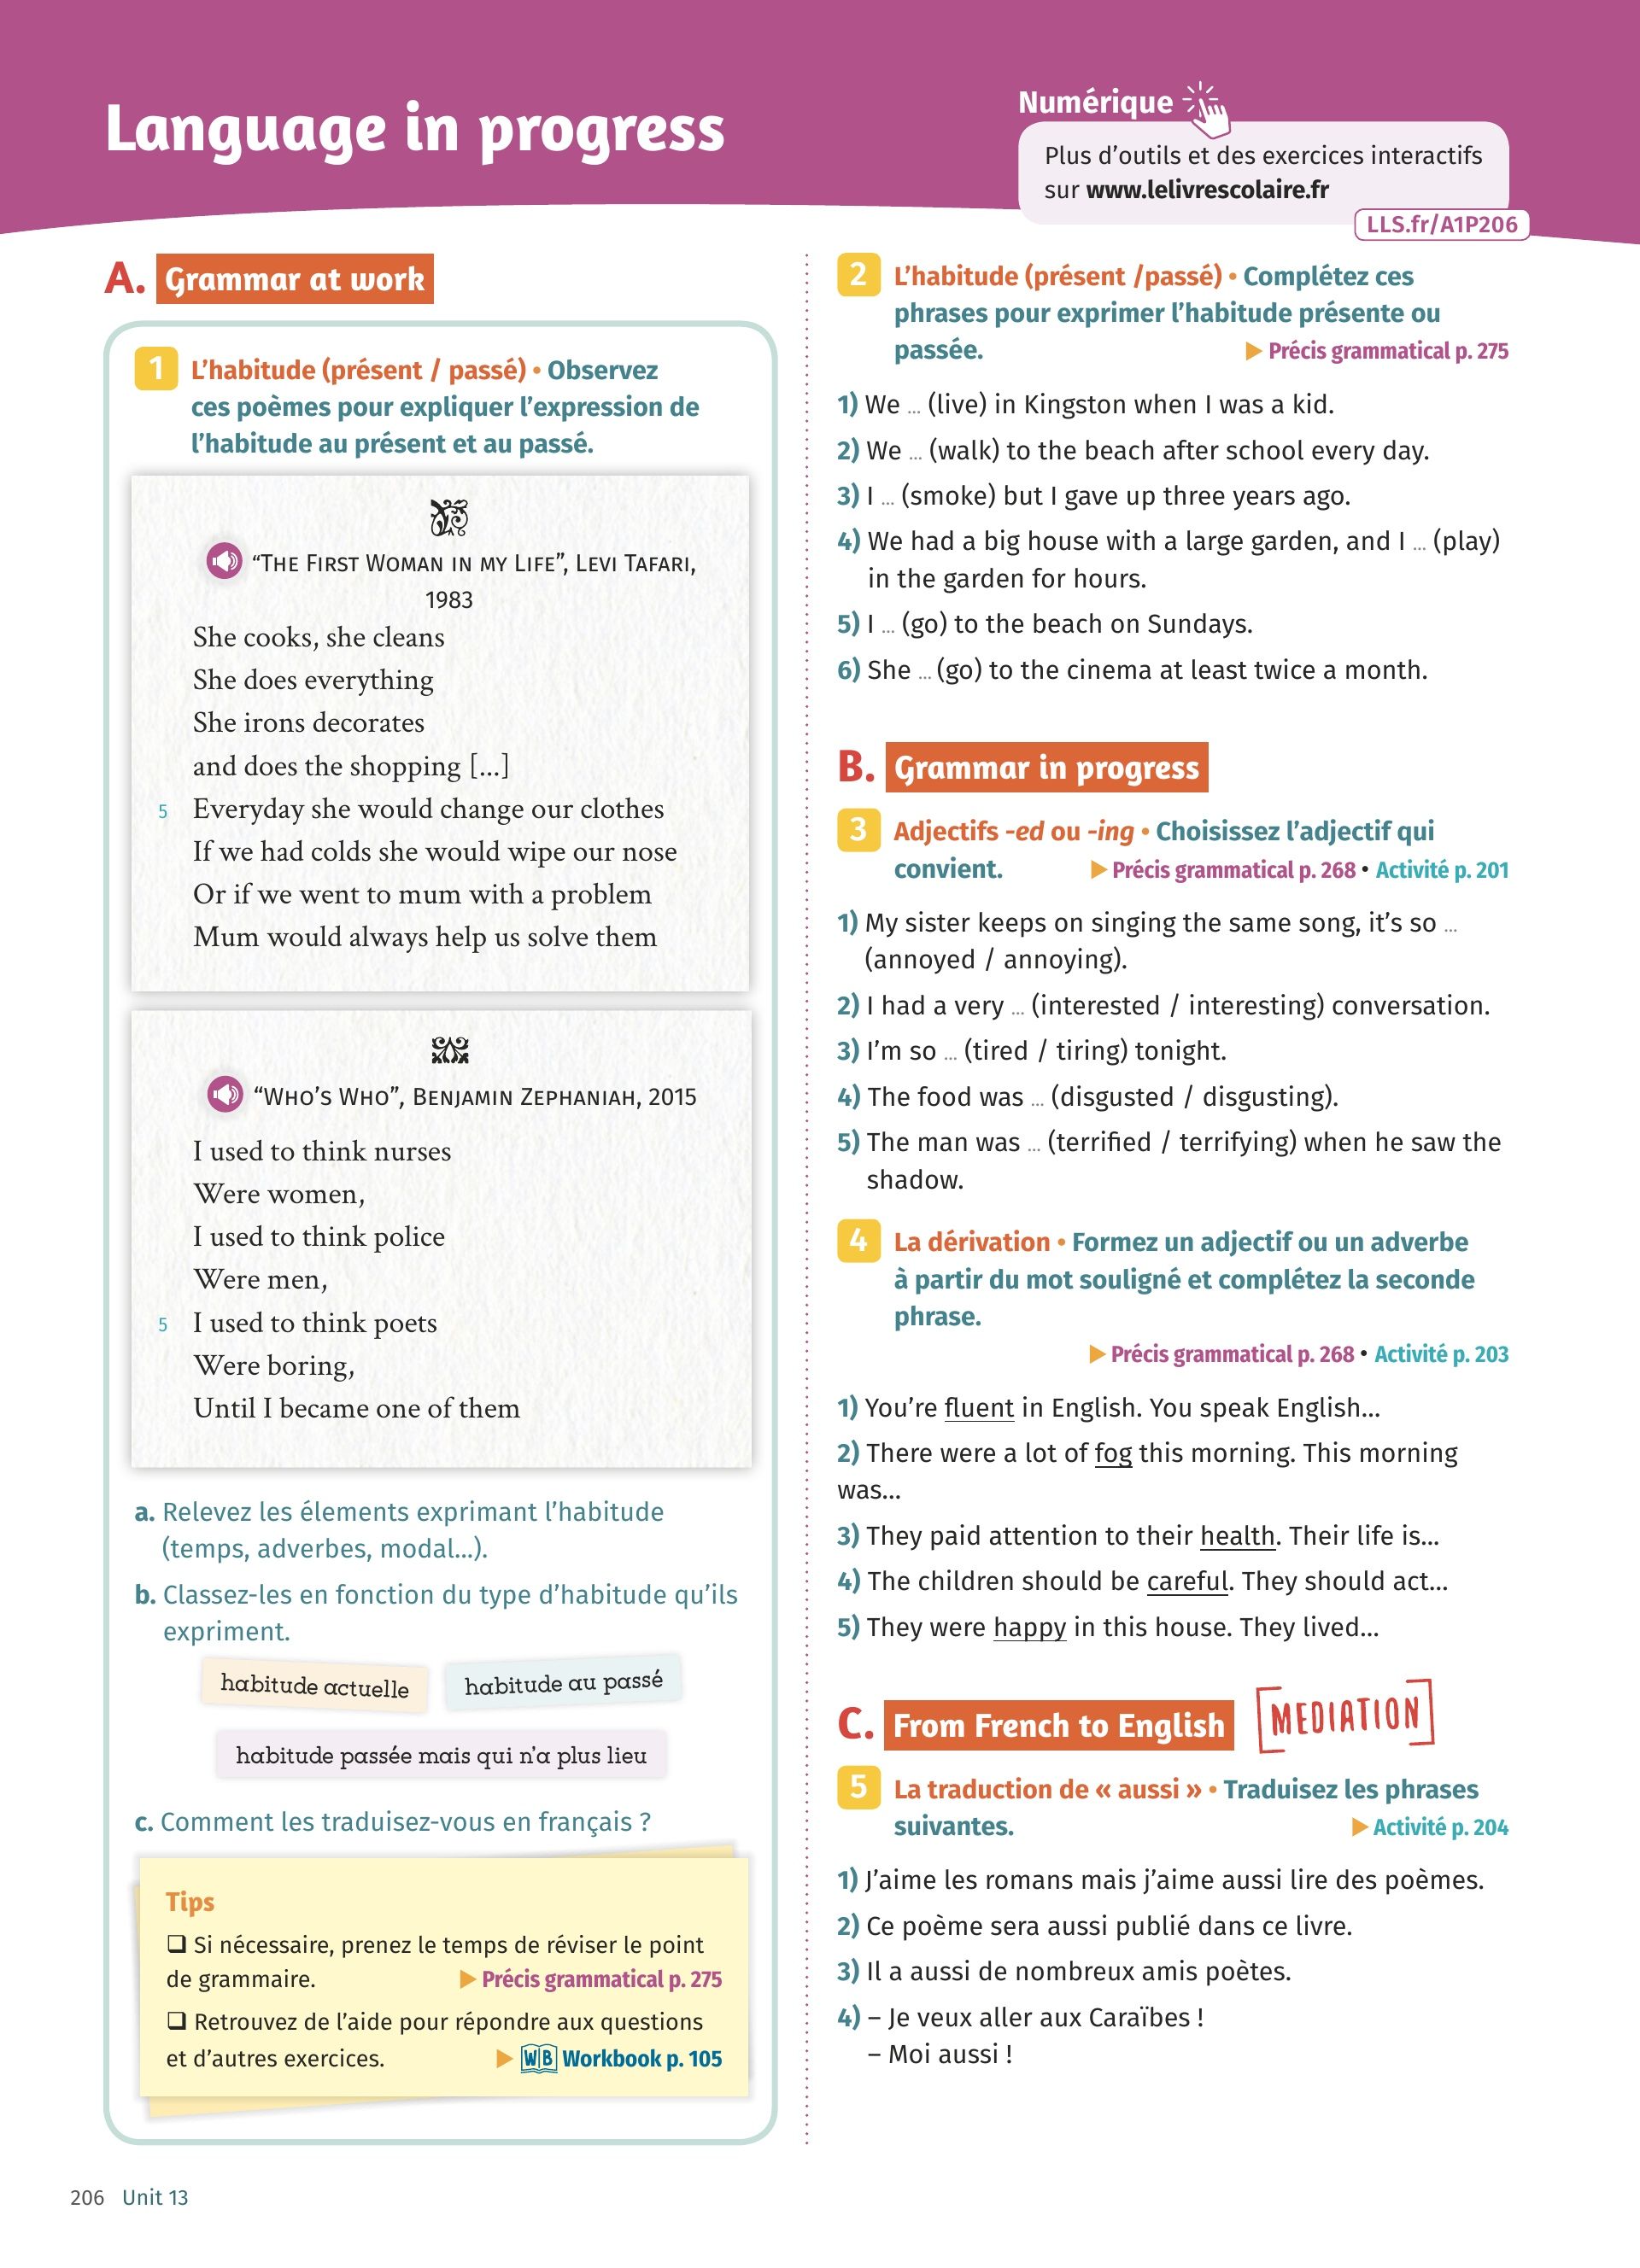 Language in progress
Numérique
Plus d’outils et des exercices interactifs
sur www.lelivrescolaire.fr
LLS.fr/A1P206
A. Grammar at work
1 L’habitude (présent / passé) • Observez
ces poèmes pour expliquer l’expression de
l’habitude au présent et au passé.
“The First Woman in my Life”, Levi Tafari,
1983
She cooks, she cleans
She does everything
She irons decorates
and does the shopping [...]
5 Everyday she would change our clothes
If we had colds she would wipe our nose
Or if we went to mum with a problem
Mum would always help us solve them
“Who’s Who”, Benjamin Zephaniah, 2015
I used to think nurses
Were women,
I used to think police
Were men,
5 I used to think poets
Were boring,
Until I became one of them
a. Relevez les élements exprimant l’habitude
(temps, adverbes, modal...).
b. Classez-les en fonction du type d’habitude qu’ils
expriment.
habitude actuelle habitude au passé
habitude passée mais qui n’a plus lieu
c. Comment les traduisez-vous en français ?
Tips
❑ Si nécessaire, prenez le temps de réviser le point
de grammaire. ▶ Précis grammatical p. 275
❑ Retrouvez de l’aide pour répondre aux questions
et d’autres exercices. ▶ WB Workbook p. 105
2 L’habitude (présent /passé) • Complétez ces
phrases pour exprimer l’habitude présente ou
passée. ▶ Précis grammatical p. 275
1) We ... (live) in Kingston when I was a kid.
2) We ... (walk) to the beach after school every day.
3) I ... (smoke) but I gave up three years ago.
4) We had a big house with a large garden, and I ... (play)
in the garden for hours.
5) I ... (go) to the beach on Sundays.
6) She ... (go) to the cinema at least twice a month.
B. Grammar in progress
3 Adjectifs -ed ou -ing • Choisissez l’adjectif qui
convient. ▶ Précis grammatical p. 268 • Activité p. 201
1) My sister keeps on singing the same song, it’s so ...
(annoyed / annoying).
2) I had a very ... (interested / interesting) conversation.
3) I’m so ... (tired / tiring) tonight.
4) The food was ... (disgusted / disgusting).
5) The man was ... (terrified / terrifying) when he saw the
shadow.
4 La dérivation • Formez un adjectif ou un adverbe
à partir du mot souligné et complétez la seconde
phrase.
▶ Précis grammatical p. 268 • Activité p. 203
1) You’re fluent in English. You speak English...
2) There were a lot of fog this morning. This morning
was...
3) They paid attention to their health. Their life is...
4) The children should be careful. They should act...
5) They were happy in this house. They lived...
C. From French to English [MEDIATION]
5 La traduction de « aussi » • Traduisez les phrases
suivantes. ▶ Activité p. 204
1) J’aime les romans mais j’aime aussi lire des poèmes.
2) Ce poème sera aussi publié dans ce livre.
3) Il a aussi de nombreux amis poètes.
4) – Je veux aller aux Caraïbes !
– Moi aussi !
206 Unit 13